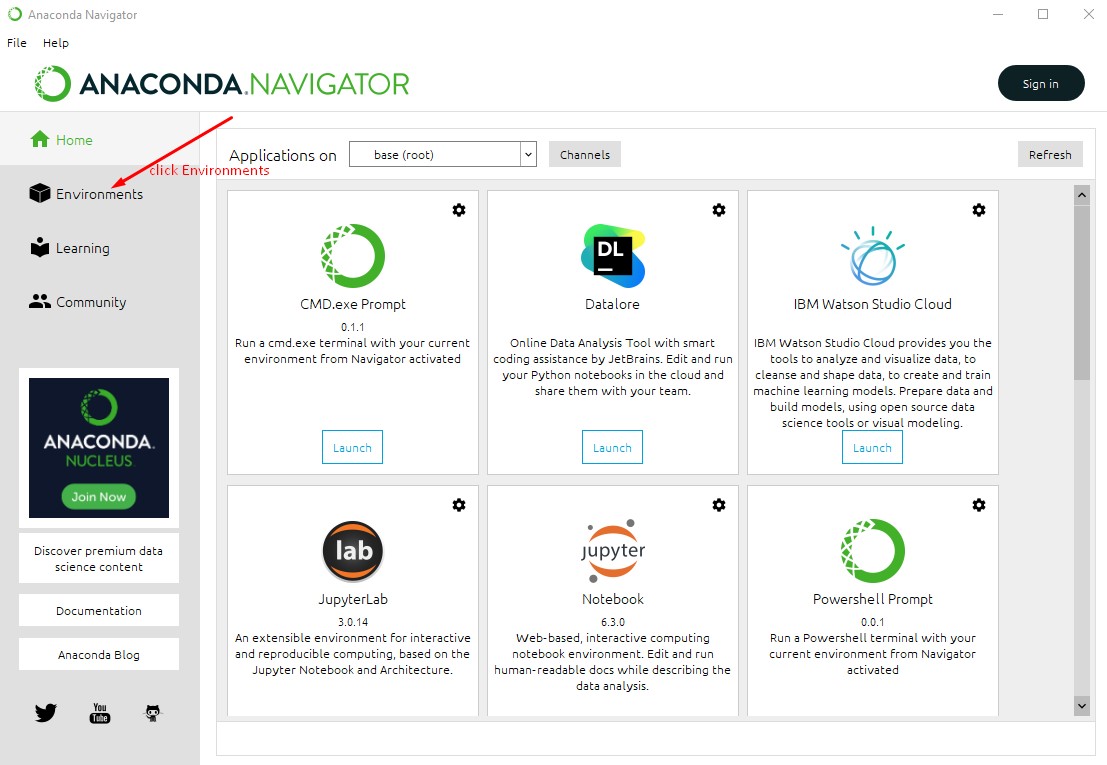 Anaconda Navigator
File Help
ANACONDA.NAVIGATOR
Sign in
Home
click Environments
Environments
Learning
Community
ANACONDA.
NUCLEUS
Join Now
Discover premium data
science content
Documentation
Anaconda Blog
You
Tube
Applications on base (root) Channels Refresh
CMD.exe Prompt
0.1.1
Run a cmd.exe terminal with your current
environment from Navigator activated
Launch
DL
Datalore
Online Data Analysis Tool with smart
coding assistance by JetBrains. Edit and run
your Python notebooks in the cloud and
share them with your team.
Launch
IBM Watson Studio Cloud
IBM Watson Studio Cloud provides you the
tools to analyze and visualize data, to
cleanse and shape data, to create and train
machine learning models. Prepare data and
build models, using open source data
science tools or visual modeling.
Launch
lab
JupyterLab
3.0.14
An extensible environment for interactive
and reproducible computing, based on the
Jupyter Notebook and Architecture.
jupyter
Notebook
6.3.0
Web-based, interactive computing
notebook environment. Edit and run
human-readable docs while describing the
data analysis.
Powershell Prompt
0.0.1
Run a Powershell terminal with your
current environment from Navigator
activated